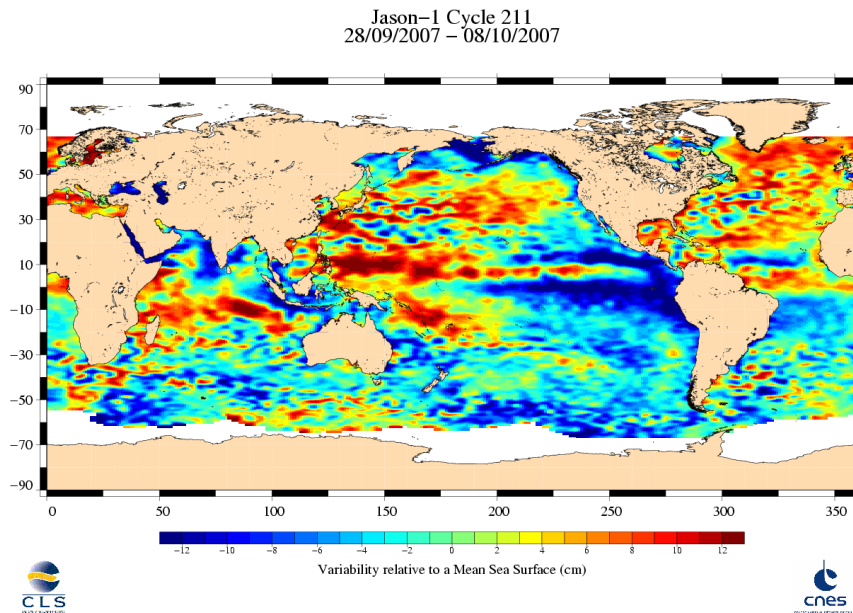 Jason-1 Cycle 211
28/09/2007 - 08/10/2007
90
70
50
30
10
-10
-30
-50
-70
-90
0 50 100 150 200 250 300 350
-12 -10 -8 -6 -4 -2 0 2 4 6 8 10 12
Variability relative to a Mean Sea Surface (cm)
CLS
cnes